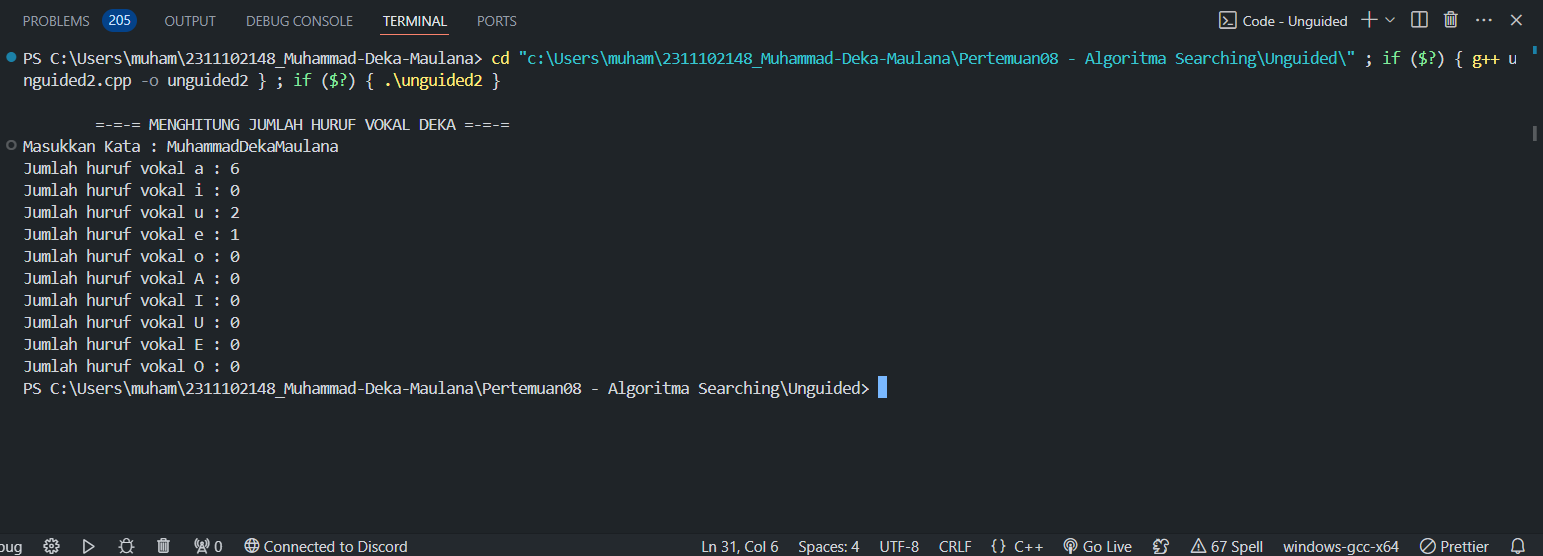 PROBLEMS 205 OUTPUT DEBUG CONSOLE TERMINAL PORTS Code - Unguided
PS C:\Users\muham\2311102148_Muhammad-Deka-Maulana> cd "c:\Users\muham\2311102148_Muhammad-Deka-Maulana\Pertemuan08 - Algoritma Searching\Unguided\" ; if ($?) { g++ u
nguided2.cpp -o unguided2 } ; if ($?) { .\unguided2 }
=-=-= MENGHITUNG JUMLAH HURUF VOKAL DEKA =-=-=
Masukkan Kata : MuhammadDekaMaulana
Jumlah huruf vokal a : 6
Jumlah huruf vokal i : 0
Jumlah huruf vokal u : 2
Jumlah huruf vokal e : 1
Jumlah huruf vokal o : 0
Jumlah huruf vokal A : 0
Jumlah huruf vokal I : 0
Jumlah huruf vokal U : 0
Jumlah huruf vokal E : 0
Jumlah huruf vokal O : 0
PS C:\Users\muham\2311102148_Muhammad-Deka-Maulana\Pertemuan08 - Algoritma Searching\Unguided>
bug 0 Connected to Discord Ln 31, Col 6 Spaces: 4 UTF-8 CRLF {} C++ Go Live 67 Spell windows-gcc-x64 Prettier